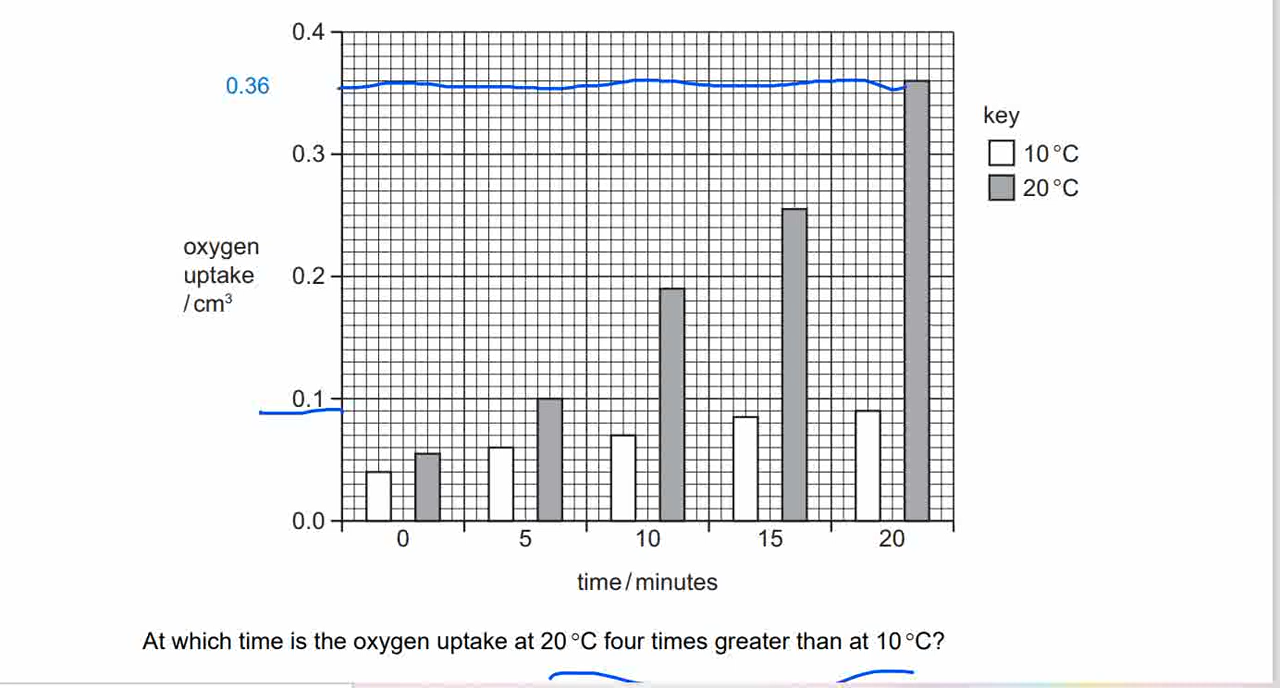 0.4
0.36
key
0.3
10 °C
20 °C
oxygen
uptake
/ cm³
0.2
0.1
0.0
0 5 10 15 20
time / minutes
At which time is the oxygen uptake at 20 °C four times greater than at 10 °C?